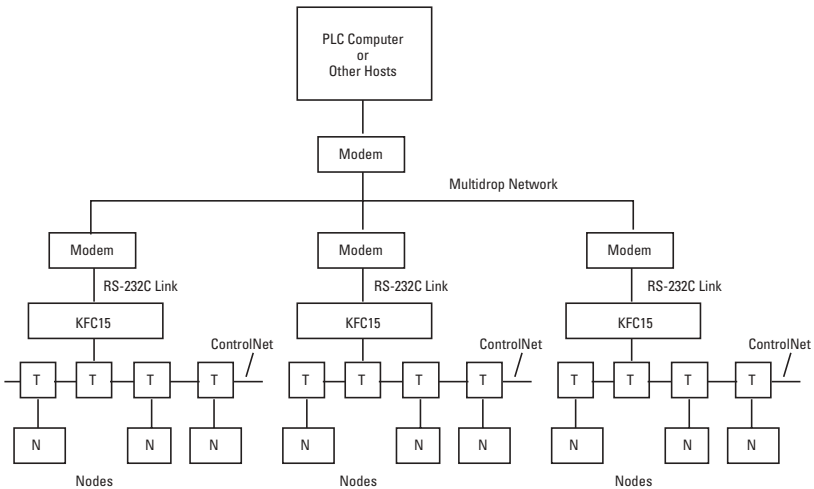 PLC Computer
or
Other Hosts
Modem
Multidrop Network
Modem
Modem
Modem
RS-232C Link
RS-232C Link
RS-232C Link
KFC15
KFC15
KFC15
ControlNet
ControlNet
ControlNet
T
T
T
T
T
T
T
T
T
T
T
T
N
N
N
N
N
N
N
N
N
Nodes
Nodes
Nodes